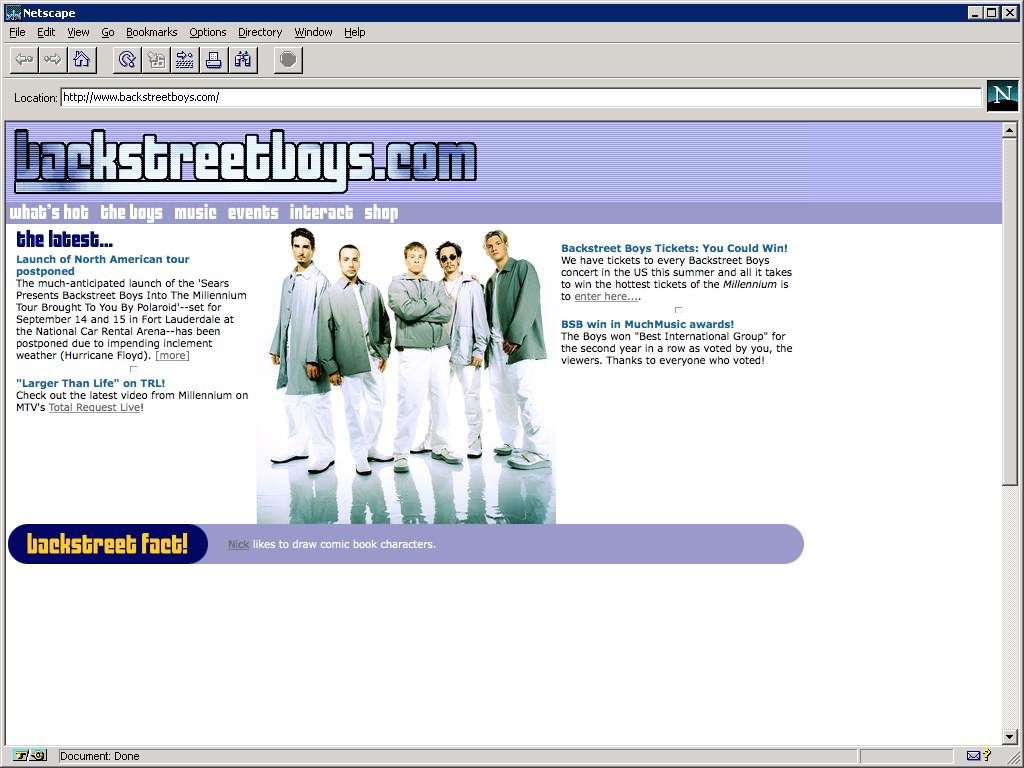 Netscape
File Edit View Go Bookmarks Options Directory Window Help
Location: http://www.backstreetboys.com/
N
backstreetboys.com
what's hot the boys music events interact shop
the latest...
Launch of North American tour
postponed
The much-anticipated launch of the 'Sears
Presents Backstreet Boys Into The Millennium
Tour Brought To You By Polaroid'--set for
September 14 and 15 in Fort Lauderdale at
the National Car Rental Arena--has been
postponed due to impending inclement
weather (Hurricane Floyd). [more]
"Larger Than Life" on TRL!
Check out the latest video from Millennium on
MTV's Total Request Live!
Backstreet Boys Tickets: You Could Win!
We have tickets to every Backstreet Boys
concert in the US this summer and all it takes
to win the hottest tickets of the Millennium is
to enter here....
BSB win in MuchMusic awards!
The Boys won "Best International Group" for
the second year in a row as voted by you, the
viewers. Thanks to everyone who voted!
backstreet fact!
Nick likes to draw comic book characters.
Document: Done
?